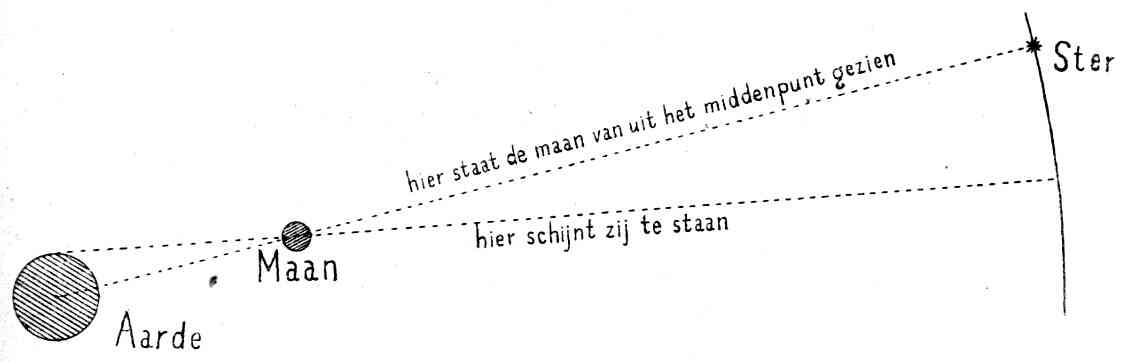 Ster
hier staat de maan van uit het middenpunt gezien
hier schijnt zij te staan
Maan
Aarde